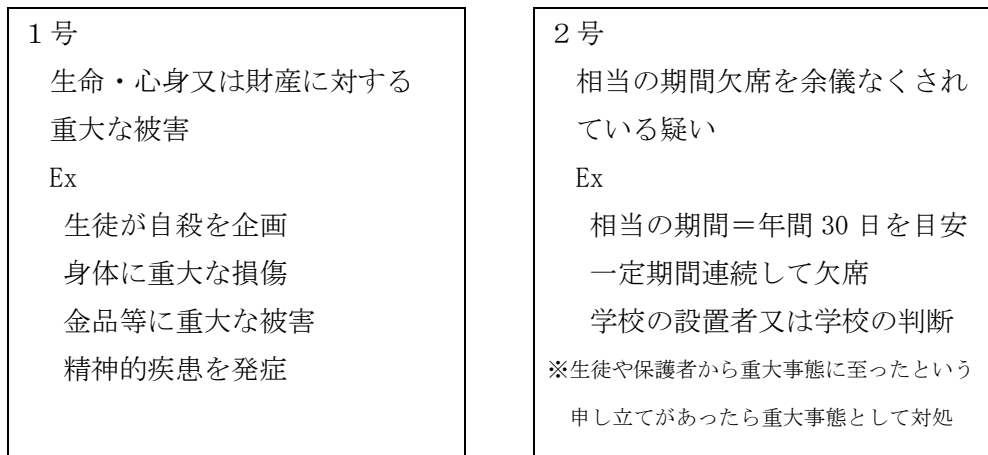 １号
生命・心身又は財産に対する
重大な被害
Ex
生徒が自殺を企画
身体に重大な損傷
金品等に重大な被害
精神的疾患を発症
２号
相当の期間欠席を余儀なくされ
ている疑い
Ex
相当の期間＝年間 30 日を目安
一定期間連続して欠席
学校の設置者又は学校の判断
※生徒や保護者から重大事態に至ったという
申し立てがあったら重大事態として対処